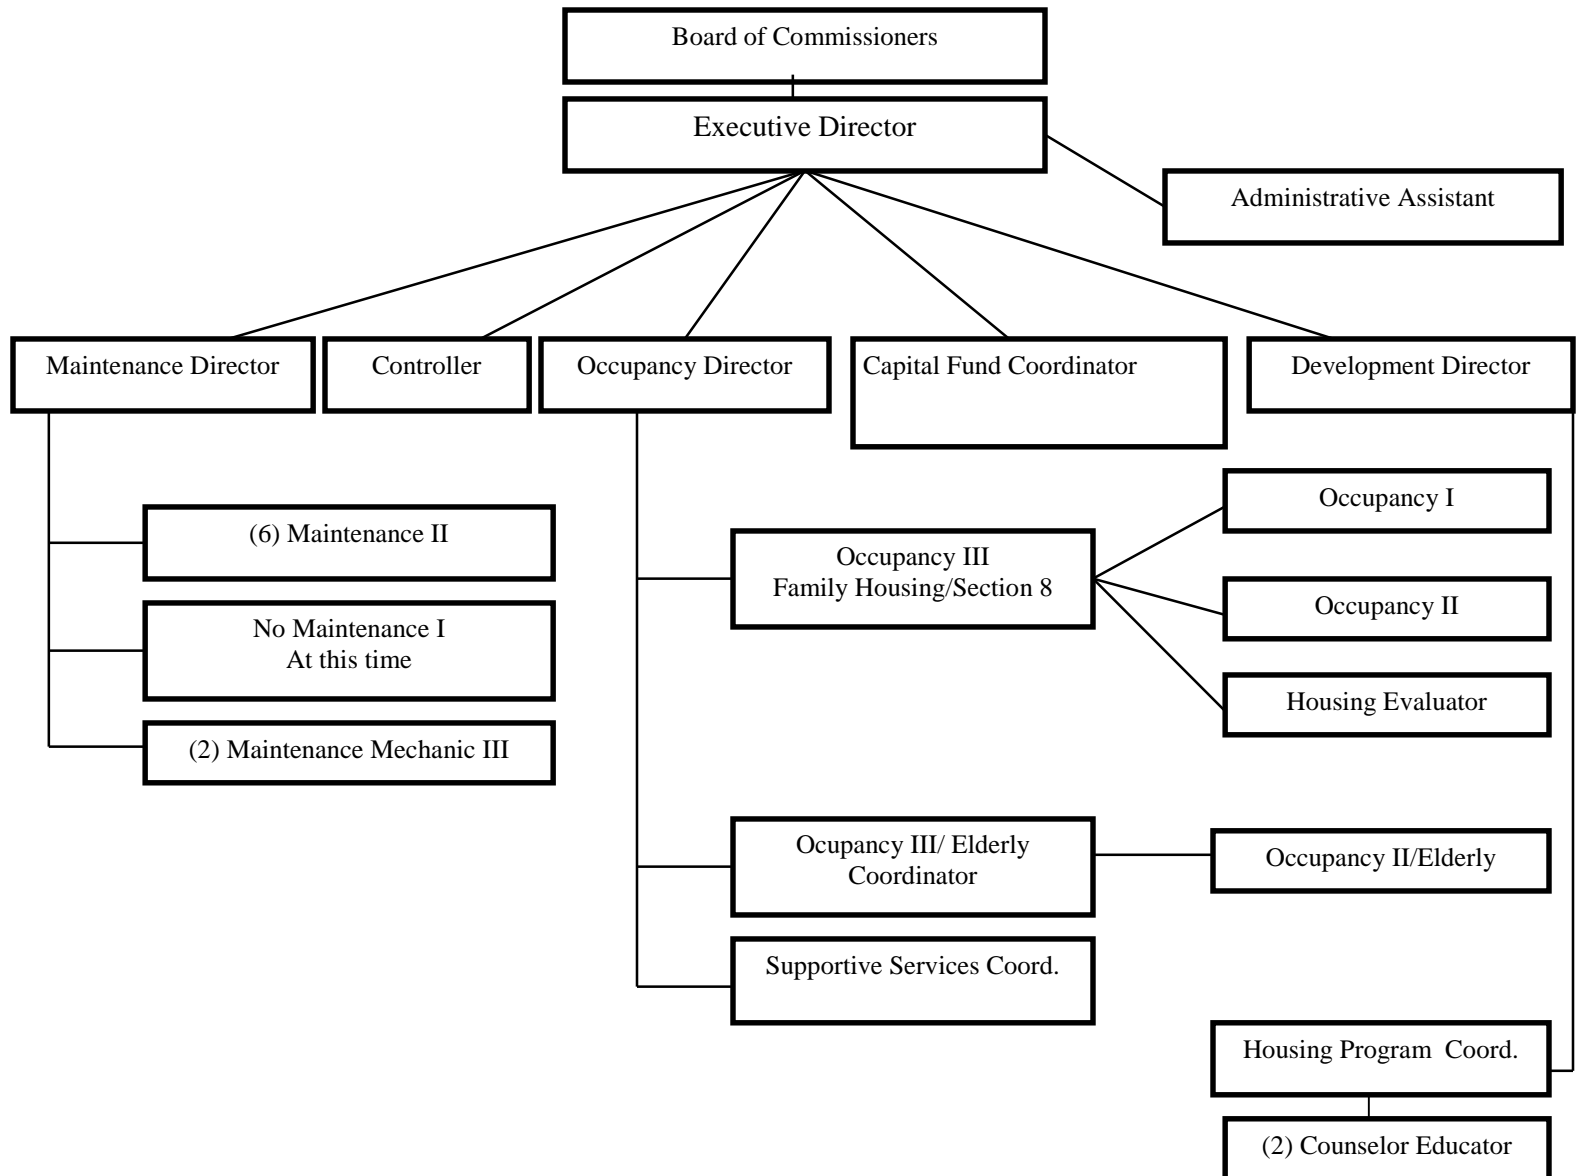 Board of Commissioners
Executive Director
Administrative Assistant
Maintenance Director
Controller
Occupancy Director
Capital Fund Coordinator
Development Director
(6) Maintenance II
No Maintenance I
At this time
(2) Maintenance Mechanic III
Occupancy III
Family Housing/Section 8
Occupancy I
Occupancy II
Housing Evaluator
Ocupancy III/ Elderly
Coordinator
Occupancy II/Elderly
Supportive Services Coord.
Housing Program  Coord.
(2) Counselor Educator